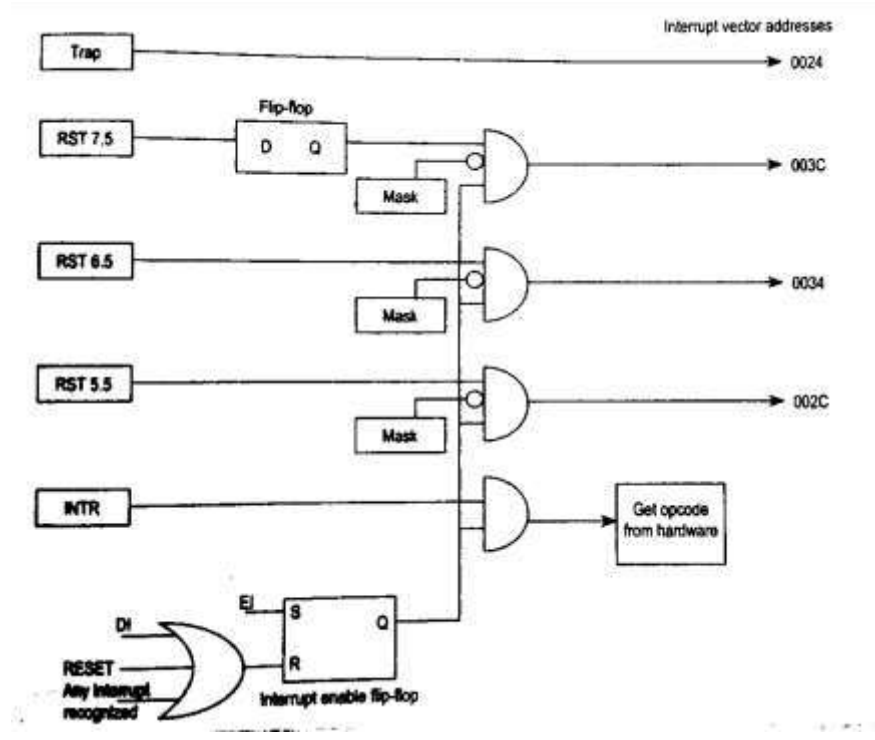 Interrupt vector addresses
Trap
0024
Flip-flop
RST 7.5
D Q
003C
Mask
RST 6.5
0034
Mask
RST 5.5
002C
Mask
INTR
Get opcode
from hardware
EI
S
Q
DI
R
RESET
Any interrupt
recognized
Interrupt enable flip-flop